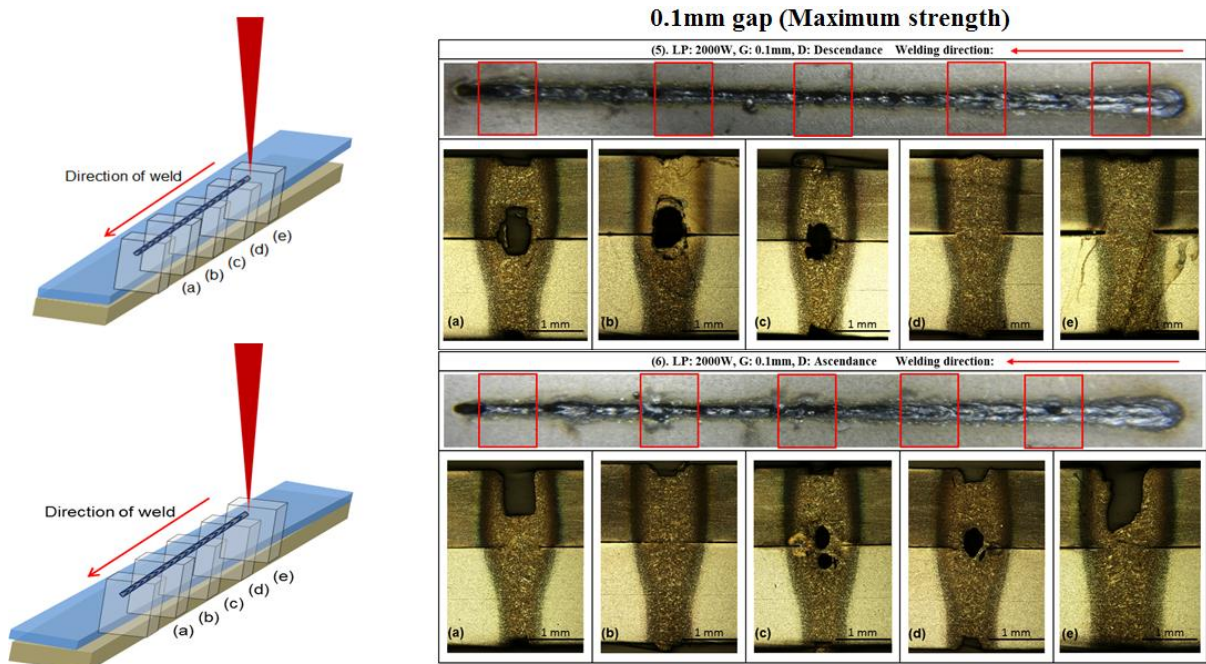 Direction of weld
(a)
(b)
(c)
(d)
(e)
Direction of weld
(a)
(b)
(c)
(d)
(e)
0.1mm gap (Maximum strength)
(5). LP: 2000W, G: 0.1mm, D: Descendance Welding direction:
(a) 1 mm
(b) 1 mm
(c) 1 mm
(d) 1 mm
(e) 1 mm
(6). LP: 2000W, G: 0.1mm, D: Ascendance Welding direction:
(a) 1 mm
(b) 1 mm
(c) 1 mm
(d) 1 mm
(e) 1 mm